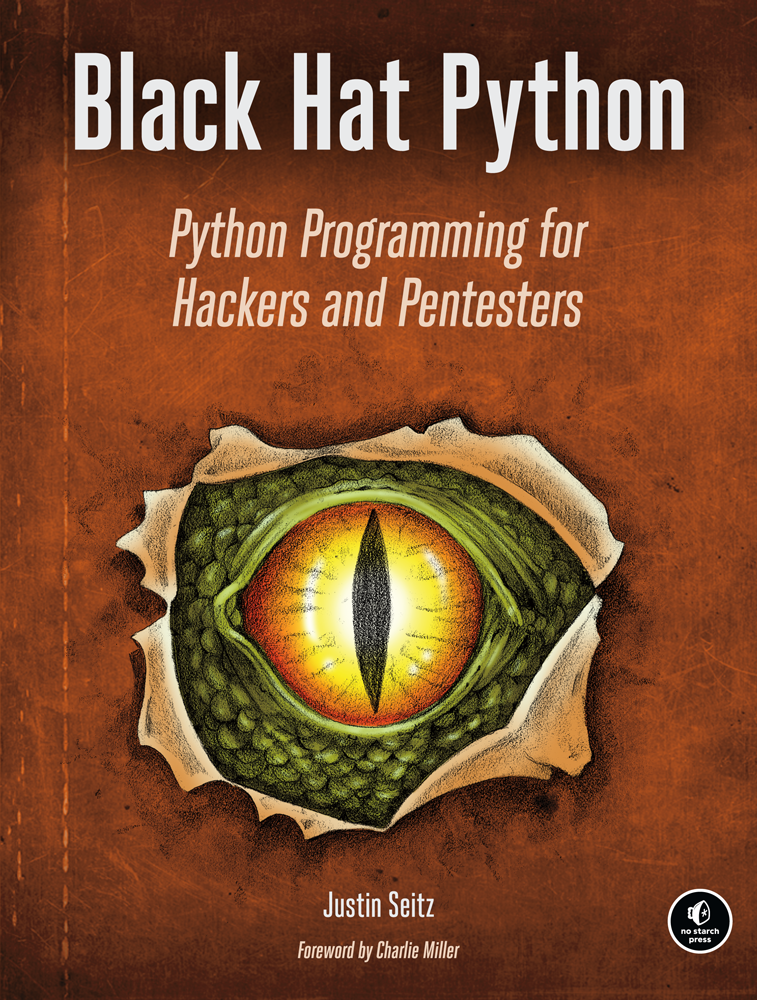 Black Hat Python
Python Programming for
Hackers and Pentesters
Justin Seitz
Foreword by Charlie Miller
no starch
press